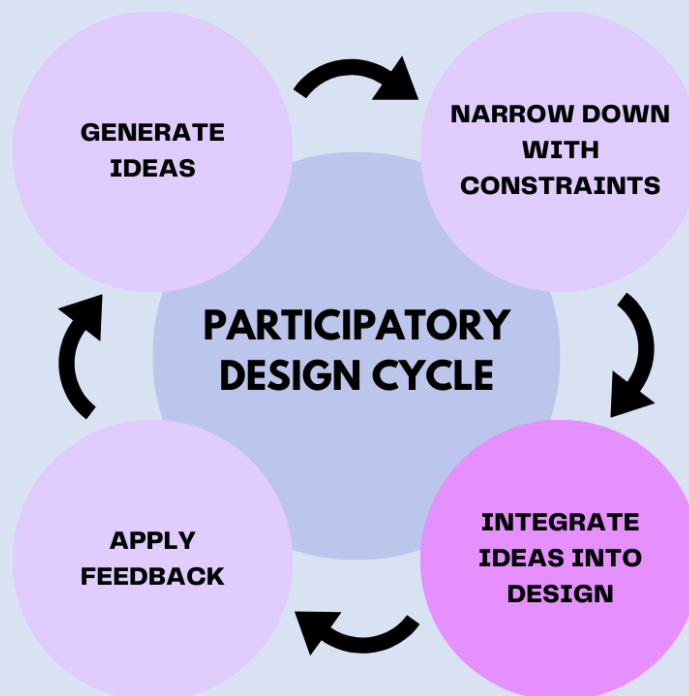 GENERATE
IDEAS
NARROW DOWN
WITH
CONSTRAINTS
PARTICIPATORY
DESIGN CYCLE
APPLY
FEEDBACK
INTEGRATE
IDEAS INTO
DESIGN